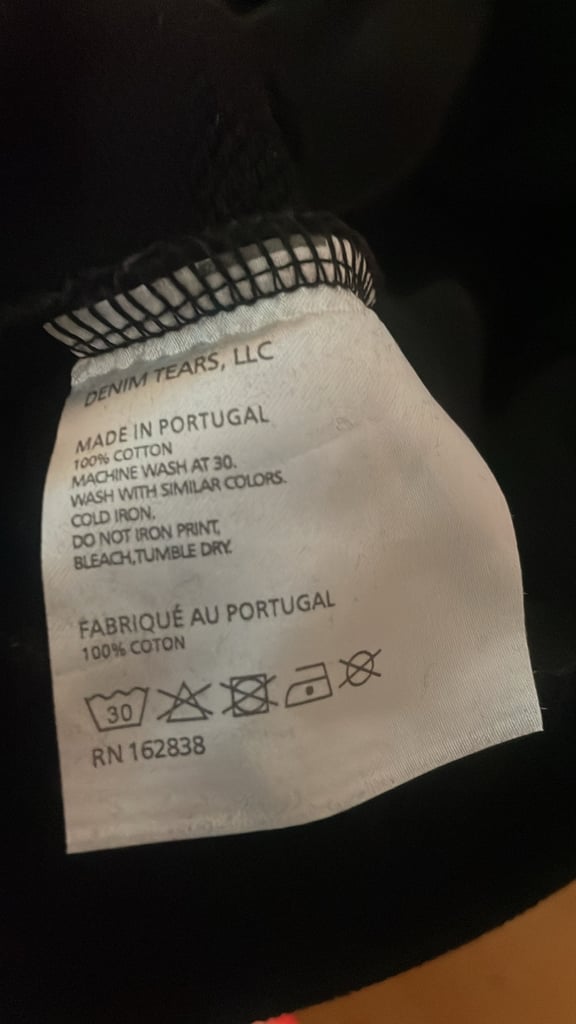 DENIM TEARS, LLC
MADE IN PORTUGAL
100% COTTON
MACHINE WASH AT 30.
WASH WITH SIMILAR COLORS.
COLD IRON.
DO NOT IRON PRINT,
BLEACH,TUMBLE DRY.
FABRIQUÉ AU PORTUGAL
100% COTON
30
RN 162838